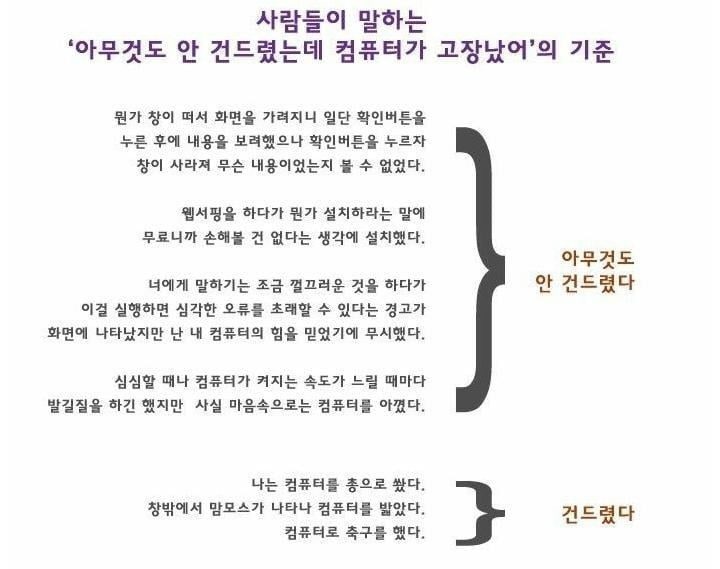 사람들이 말하는
‘아무것도 안 건드렸는데 컴퓨터가 고장났어’의 기준
뭔가 창이 떠서 화면을 가려지니 일단 확인버튼을
누른 후에 내용을 보려했으나 확인버튼을 누르자
창이 사라져 무슨 내용이었는지 볼 수 없었다.
웹서핑을 하다가 뭔가 설치하라는 말에
무료니까 손해볼 건 없다는 생각에 설치했다.
너에게 말하기는 조금 껄끄러운 것을 하다가
이걸 실행하면 심각한 오류를 초래할 수 있다는 경고가
화면에 나타났지만 난 내 컴퓨터의 힘을 믿었기에 무시했다.
심심할 때나 컴퓨터가 켜지는 속도가 느릴 때마다
발길질을 하긴 했지만 사실 마음속으로는 컴퓨터를 아꼈다.
아무것도
안 건드렸다
나는 컴퓨터를 총으로 쐈다.
창밖에서 맘모스가 나타나 컴퓨터를 밟았다.
컴퓨터로 축구를 했다.
건드렸다